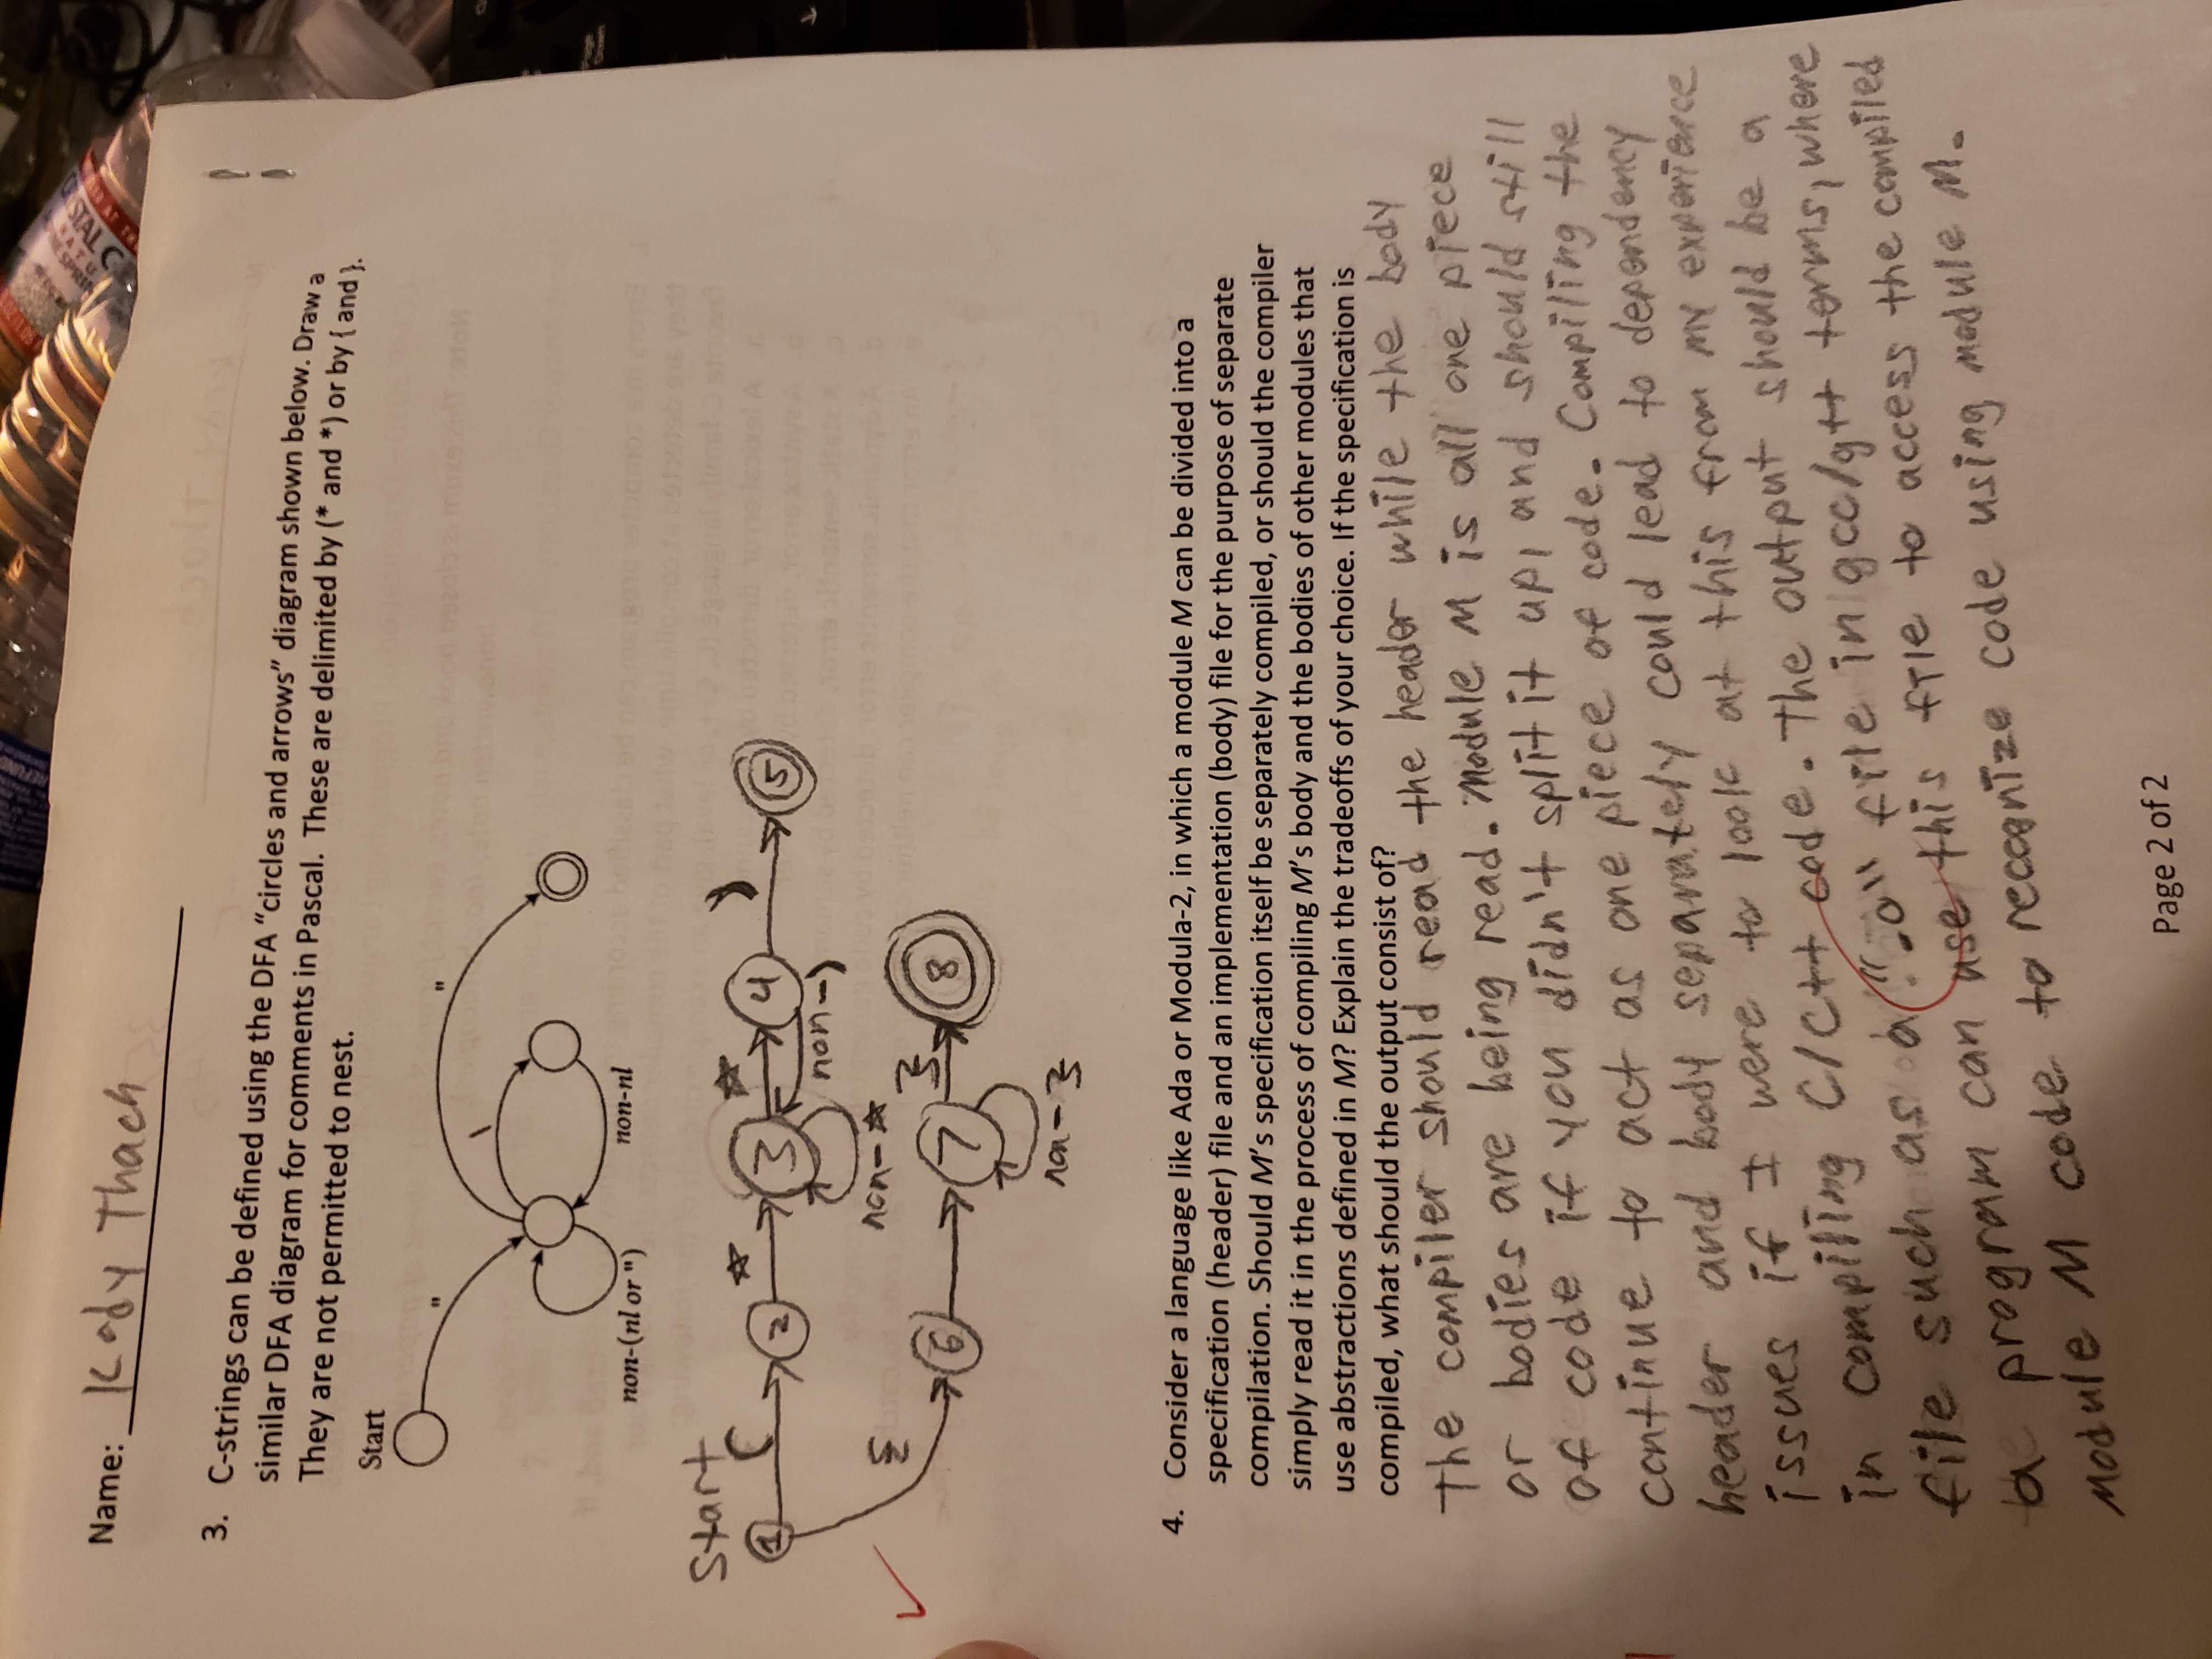 Name: Kody Thach
3. C-strings can be defined using the DFA “circles and arrows” diagram shown below. Draw a
similar DFA diagram for comments in Pascal. These are delimited by (* and *) or by { and }.
They are not permitted to nest.
Start
"
"
\
non-(nl or ")
non-nl
Start
( * * )
1 2 3 4 5
non-)
non-*
{ }
6 7 8
non-}
4. Consider a language like Ada or Modula-2, in which a module M can be divided into a
specification (header) file and an implementation (body) file for the purpose of separate
compilation. Should M’s specification itself be separately compiled, or should the compiler
simply read it in the process of compiling M’s body and the bodies of other modules that
use abstractions defined in M? Explain the tradeoffs of your choice. If the specification is
compiled, what should the output consist of?
The compiler should read the header while the body
or bodies are being read. Module M is all one piece
of code if you didn't split it up, and should still
continue to act as one piece of code. Compiling the
header and body separately could lead to dependency
issues if I were to look at this from my experience
in compiling C/C++ code. The output should be a
file such as a ".o" file in gcc/g++ terms, where
a program can use this file to access the compiled
Module M code to recognize code using module M.
Page 2 of 2